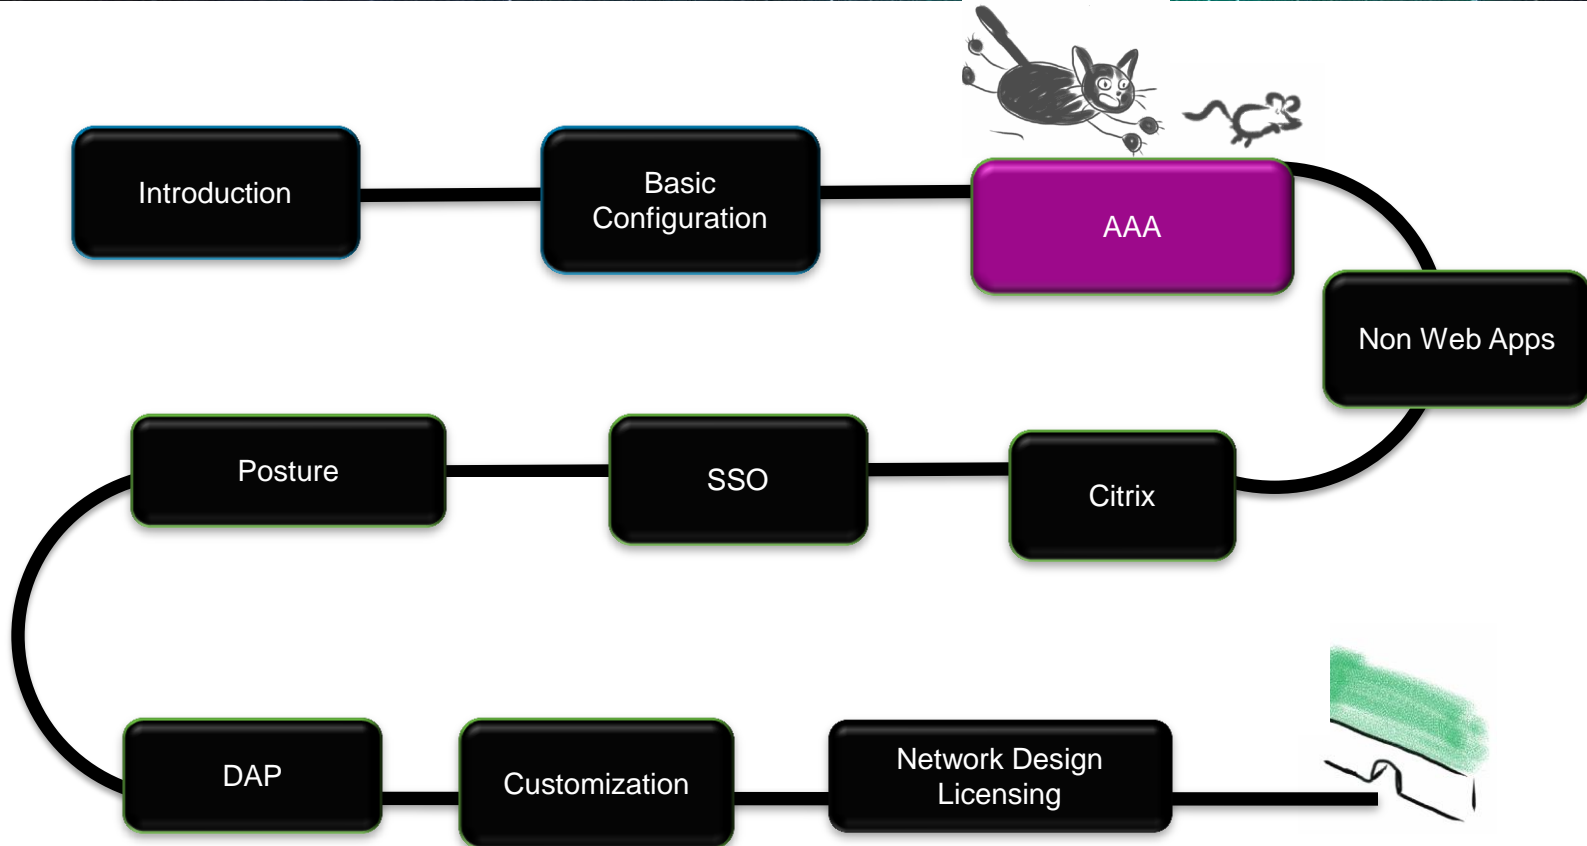 Introduction
Basic
Configuration
AAA
Non Web Apps
Citrix
SSO
Posture
DAP
Customization
Network Design
Licensing